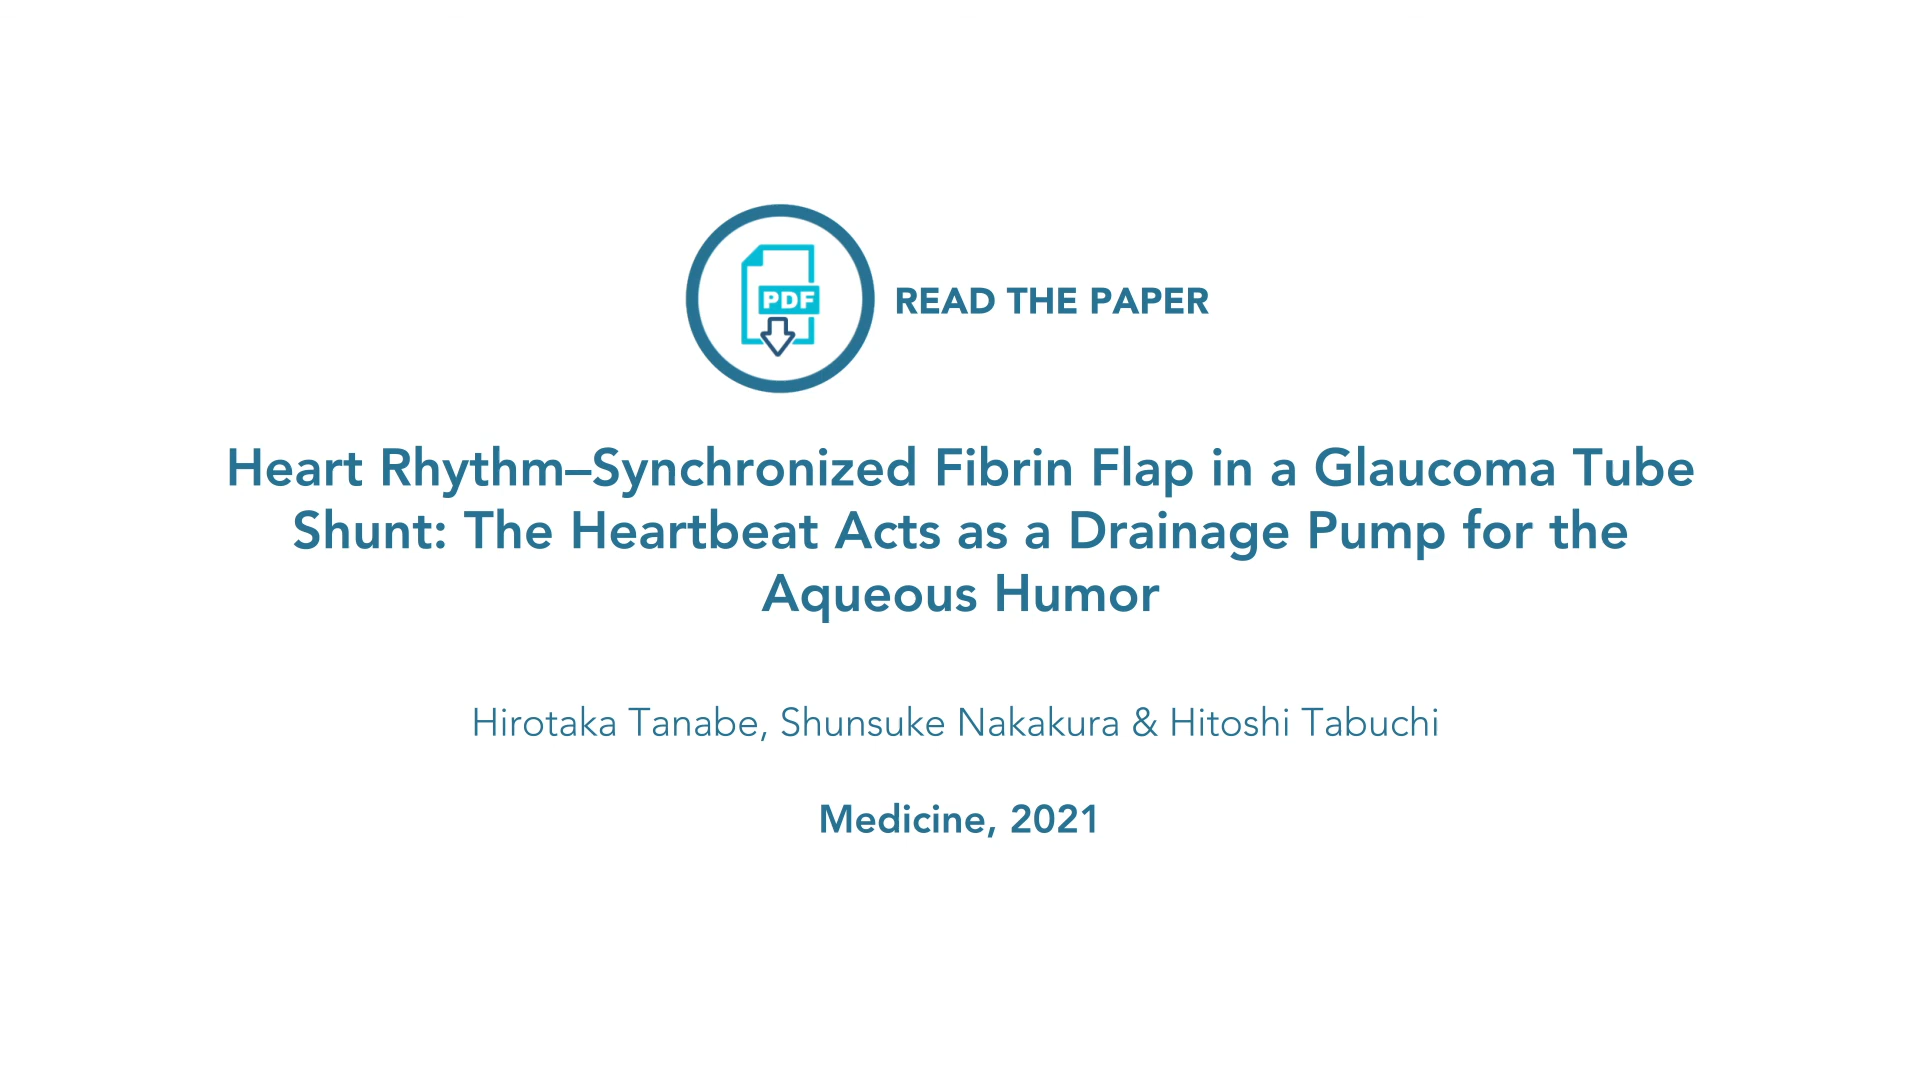 PDF
READ THE PAPER
Heart Rhythm–Synchronized Fibrin Flap in a Glaucoma Tube
Shunt: The Heartbeat Acts as a Drainage Pump for the
Aqueous Humor
Hirotaka Tanabe, Shunsuke Nakakura & Hitoshi Tabuchi
Medicine, 2021